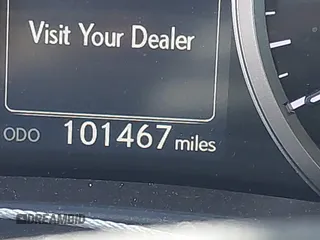 Visit Your Dealer
ODO 101467 miles
DREAMBID